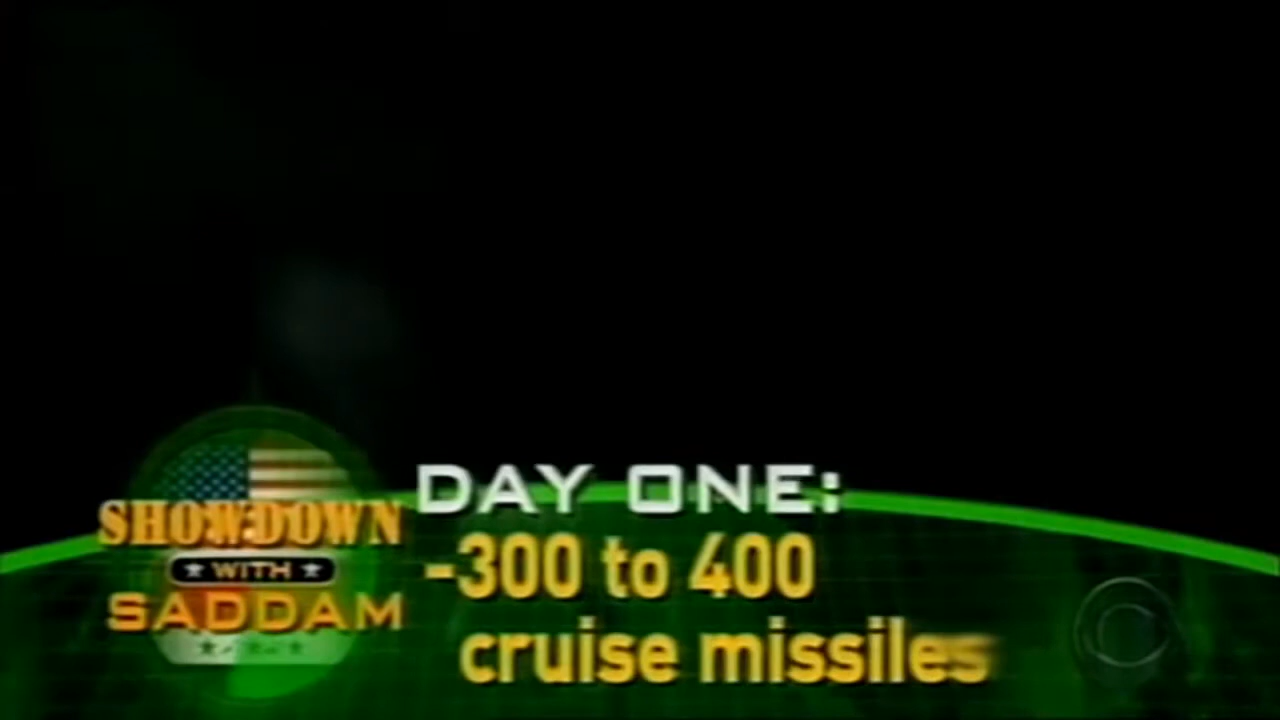 SHOWDOWN
WITH
SADDAM
DAY ONE:
-300 to 400
cruise missiles